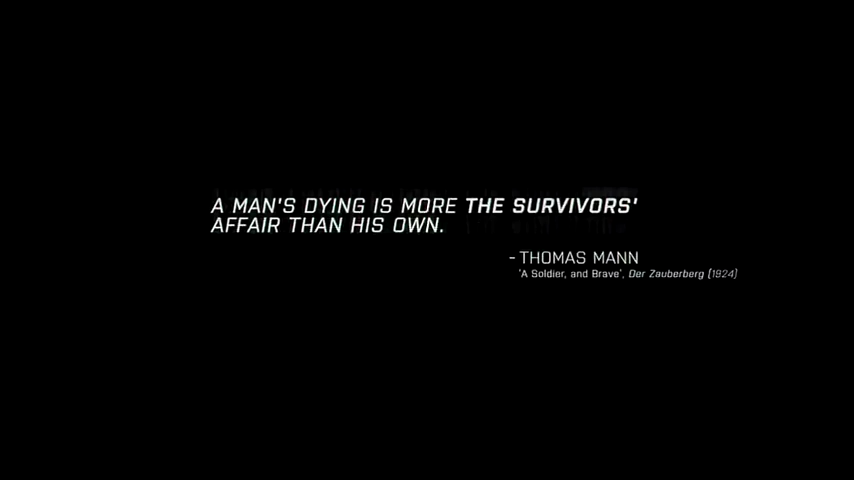 A MAN'S DYING IS MORE THE SURVIVORS'
AFFAIR THAN HIS OWN.
- THOMAS MANN
'A Soldier, and Brave', Der Zauberberg (1924)